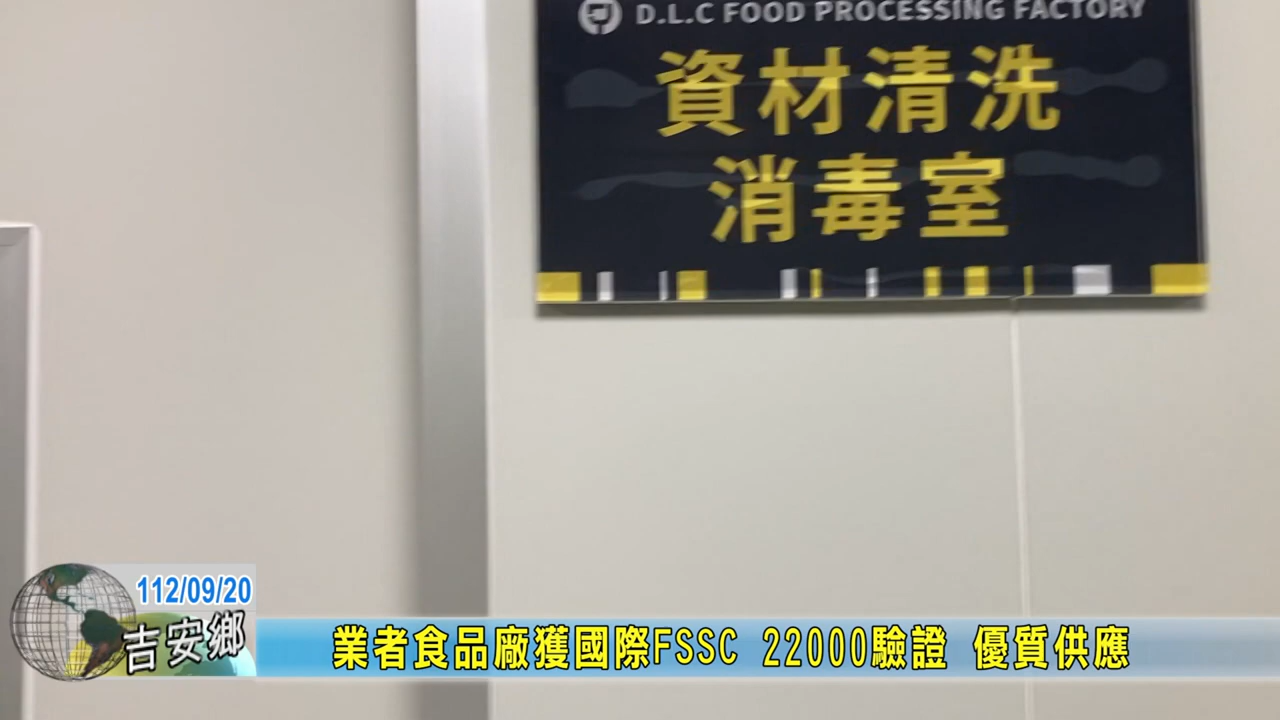 D.L.C FOOD PROCESSING FACTORY
資材清洗
消毒室
112/09/20
吉安鄉
業者食品廠獲國際FSSC 22000驗證 優質供應